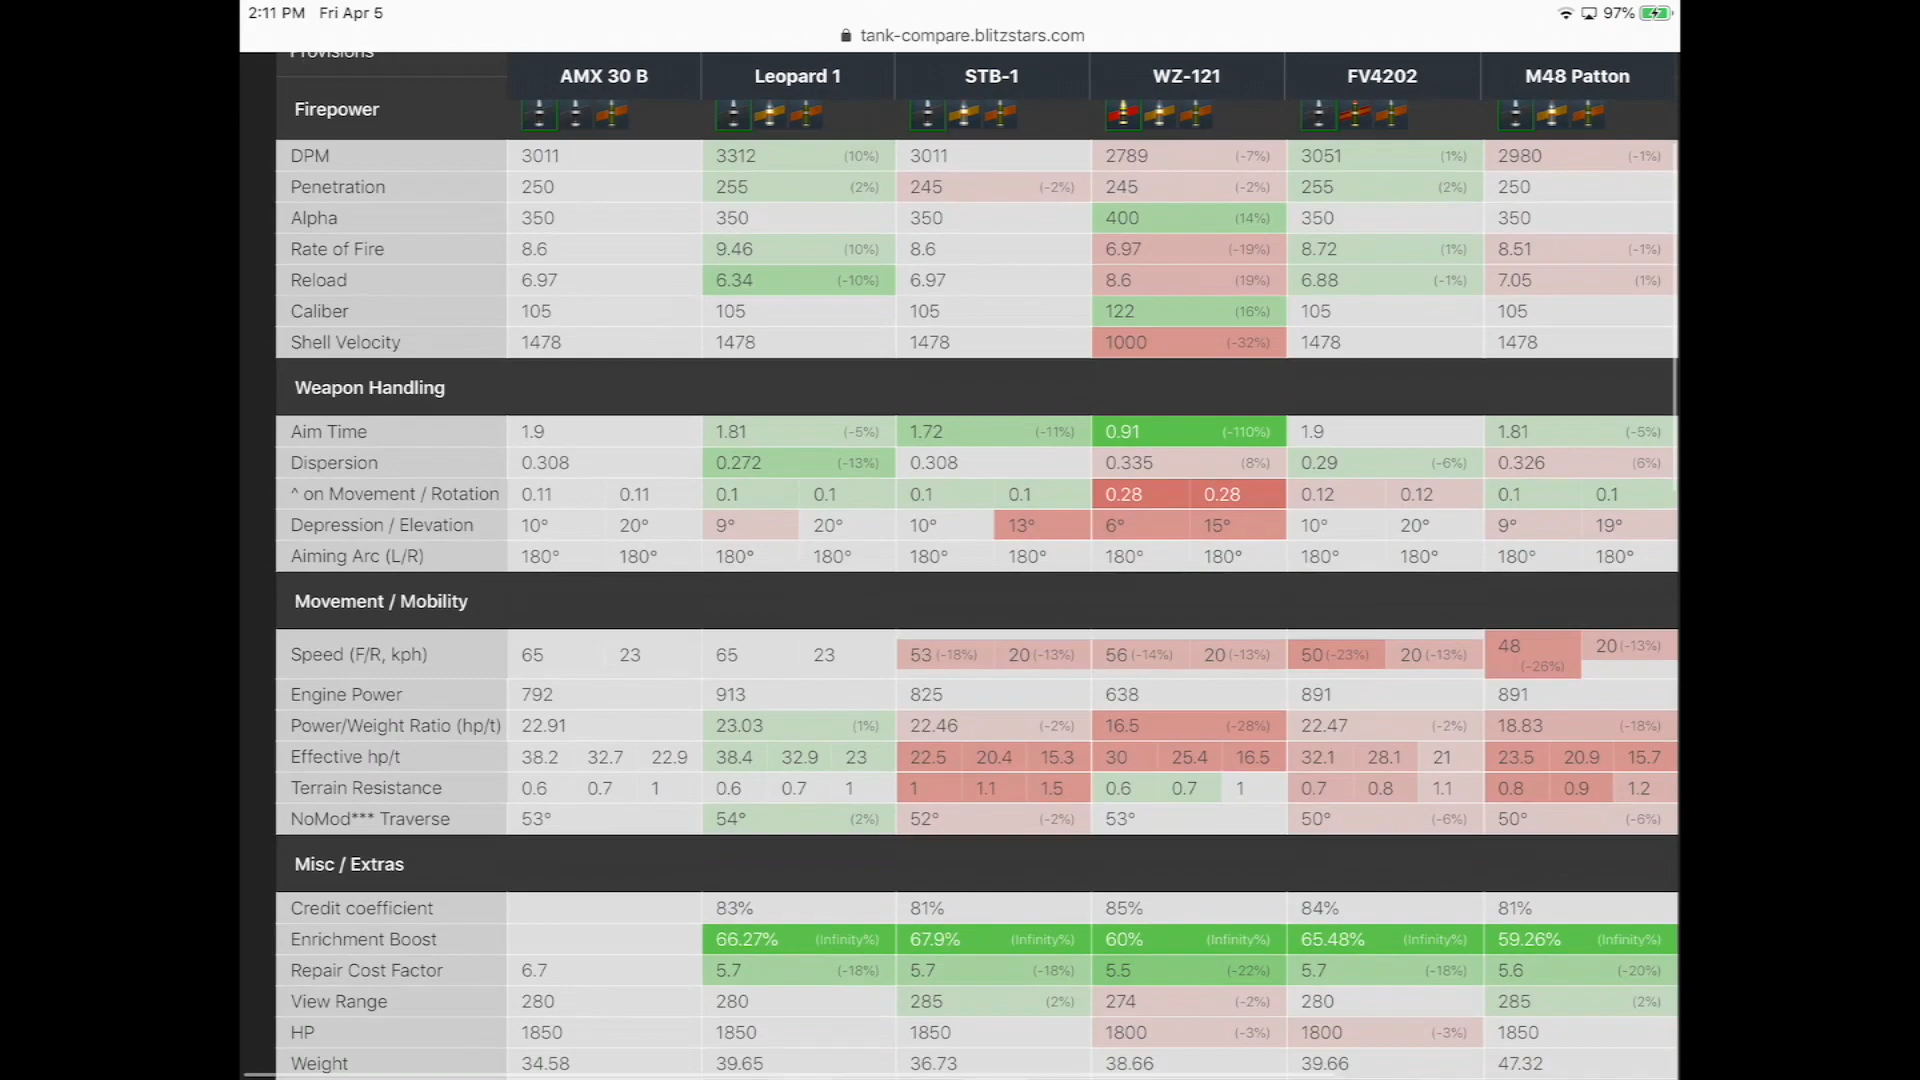 2:11 PM Fri Apr 5 97%
tank-compare.blitzstars.com
Provisions
AMX 30 B Leopard 1 STB-1 WZ-121 FV4202 M48 Patton
Firepower
DPM 3011 3312 (10%) 3011 2789 (-7%) 3051 (1%) 2980 (-1%)
Penetration 250 255 (2%) 245 (-2%) 245 (-2%) 255 (2%) 250
Alpha 350 350 350 400 (14%) 350 350
Rate of Fire 8.6 9.46 (10%) 8.6 6.97 (-19%) 8.72 (1%) 8.51 (-1%)
Reload 6.97 6.34 (-10%) 6.97 8.6 (19%) 6.88 (-1%) 7.05 (1%)
Caliber 105 105 105 122 (16%) 105 105
Shell Velocity 1478 1478 1478 1000 (-32%) 1478 1478
Weapon Handling
Aim Time 1.9 1.81 (-5%) 1.72 (-11%) 0.91 (-110%) 1.9 1.81 (-5%)
Dispersion 0.308 0.272 (-13%) 0.308 0.335 (8%) 0.29 (-6%) 0.326 (6%)
^ on Movement / Rotation 0.11 0.11 0.1 0.1 0.1 0.1 0.28 0.28 0.12 0.12 0.1 0.1
Depression / Elevation 10° 20° 9° 20° 10° 13° 6° 15° 10° 20° 9° 19°
Aiming Arc (L/R) 180° 180° 180° 180° 180° 180° 180° 180° 180° 180° 180° 180°
Movement / Mobility
Speed (F/R, kph) 65 23 65 23 53 (-18%) 20 (-13%) 56 (-14%) 20 (-13%) 50 (-23%) 20 (-13%) 48 (-26%) 20 (-13%)
Engine Power 792 913 825 638 891 891
Power/Weight Ratio (hp/t) 22.91 23.03 (1%) 22.46 (-2%) 16.5 (-28%) 22.47 (-2%) 18.83 (-18%)
Effective hp/t 38.2 32.7 22.9 38.4 32.9 23 22.5 20.4 15.3 30 25.4 16.5 32.1 28.1 21 23.5 20.9 15.7
Terrain Resistance 0.6 0.7 1 0.6 0.7 1 1 1.1 1.5 0.6 0.7 1 0.7 0.8 1.1 0.8 0.9 1.2
NoMod*** Traverse 53° 54° (2%) 52° (-2%) 53° 50° (-6%) 50° (-6%)
Misc / Extras
Credit coefficient 83% 81% 85% 84% 81%
Enrichment Boost 66.27% (Infinity%) 67.9% (Infinity%) 60% (Infinity%) 65.48% (Infinity%) 59.26% (Infinity%)
Repair Cost Factor 6.7 5.7 (-18%) 5.7 (-18%) 5.5 (-22%) 5.7 (-18%) 5.6 (-20%)
View Range 280 280 285 (2%) 274 (-2%) 280 285 (2%)
HP 1850 1850 1850 1800 (-3%) 1800 (-3%) 1850
Weight 34.58 39.65 36.73 38.66 39.66 47.32